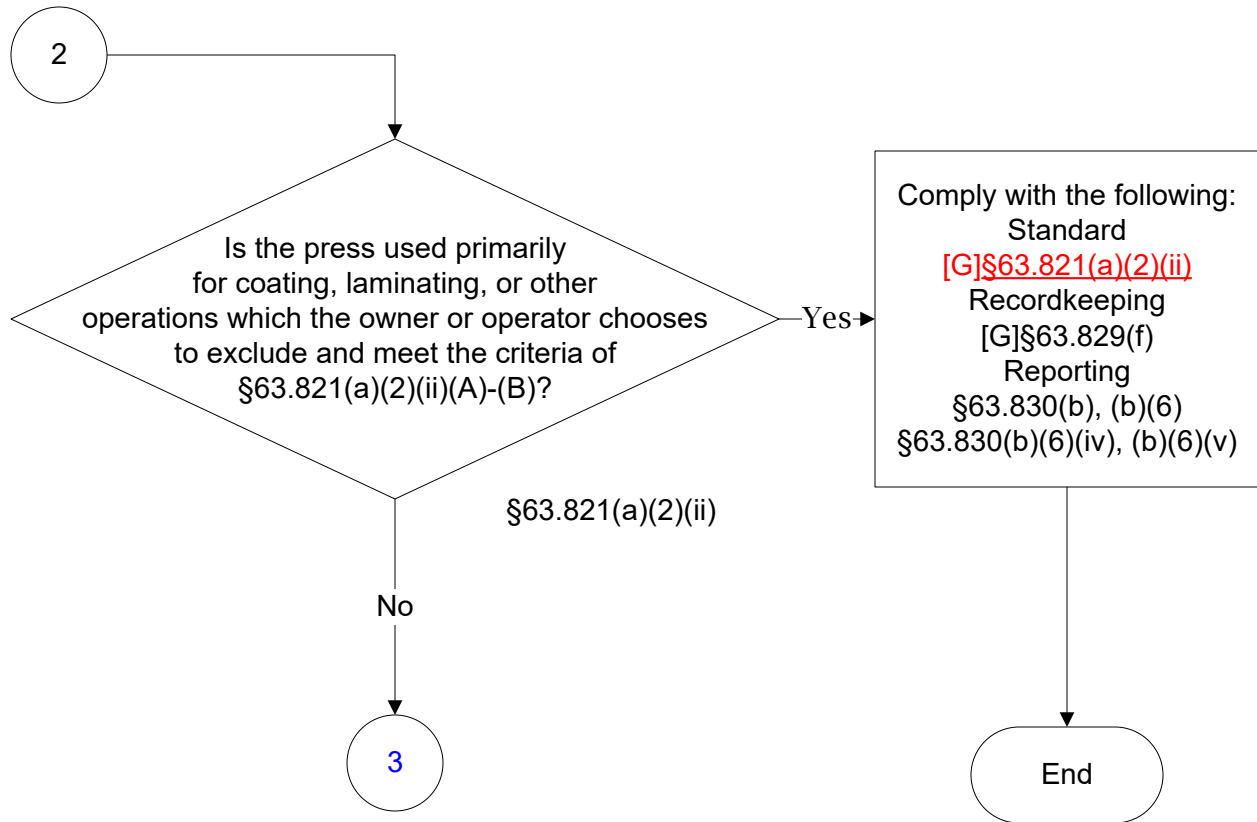 2
Is the press used primarily
for coating, laminating, or other
operations which the owner or operator chooses
to exclude and meet the criteria of
§63.821(a)(2)(ii)(A)-(B)?
Yes
Comply with the following:
Standard
[G]§63.821(a)(2)(ii)
Recordkeeping
[G]§63.829(f)
Reporting
§63.830(b), (b)(6)
§63.830(b)(6)(iv), (b)(6)(v)
§63.821(a)(2)(ii)
No
3
End